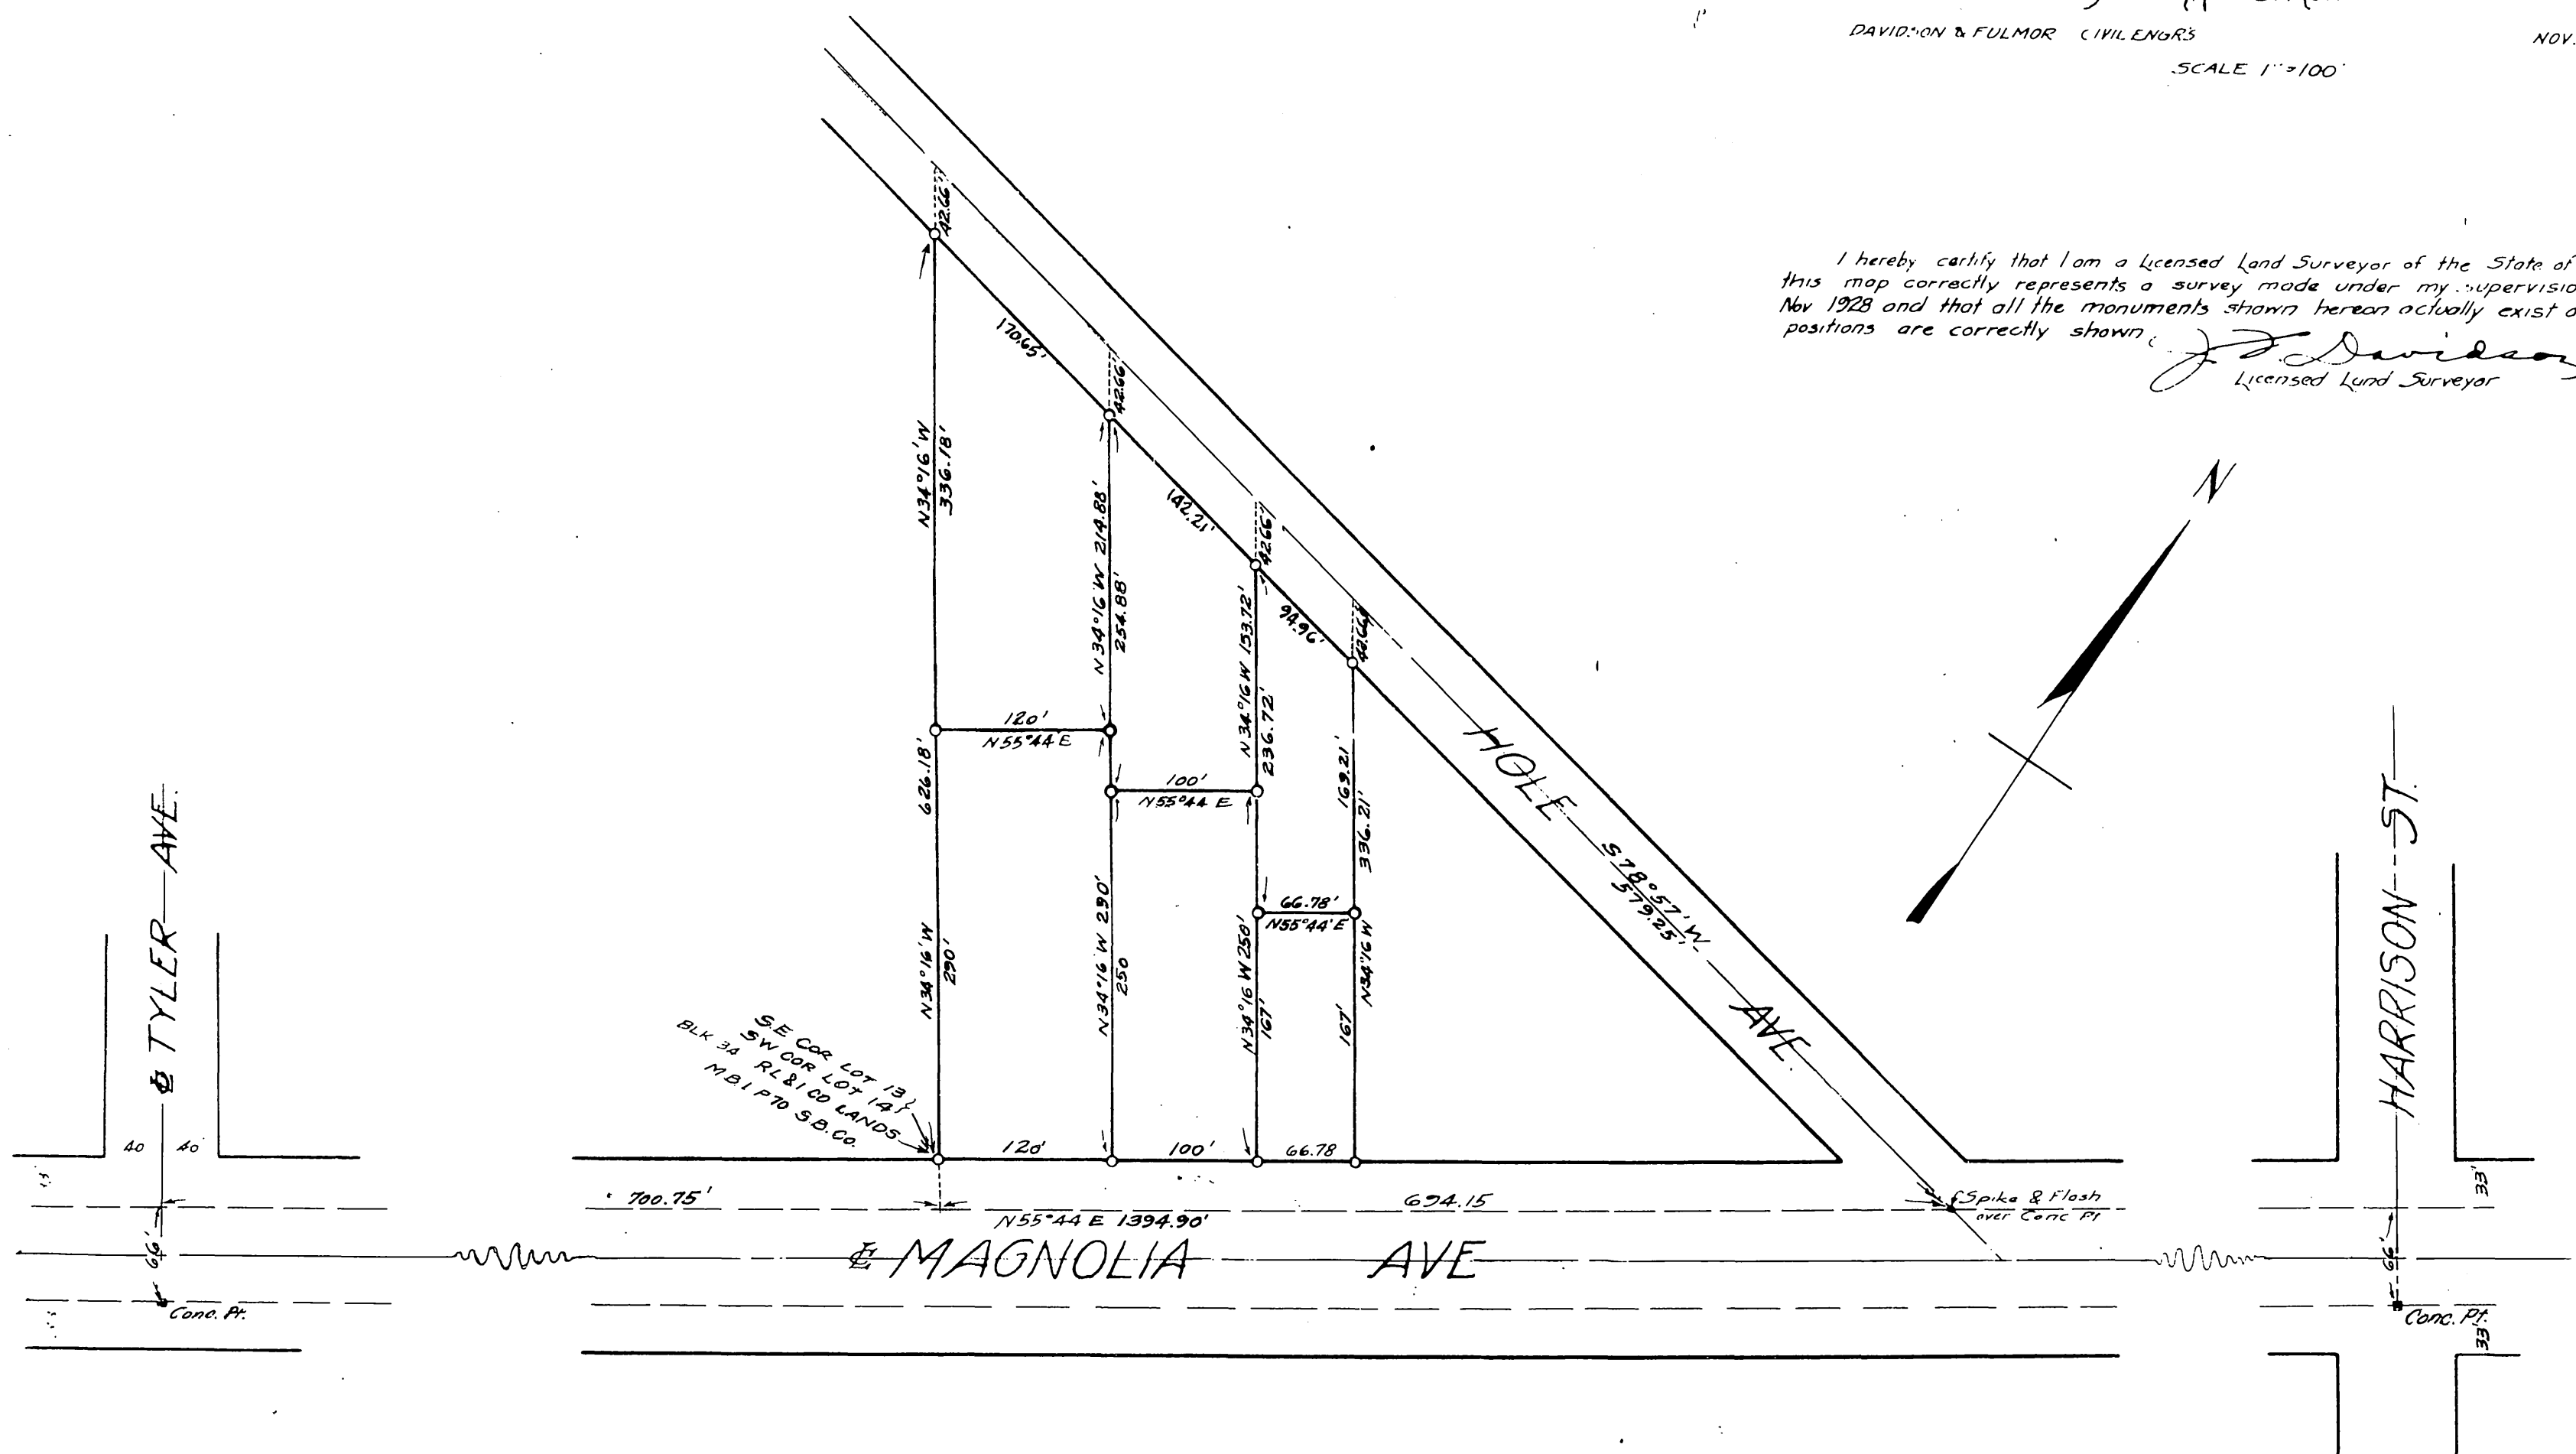 DAVIDSON & FULMOR CIVIL ENGR'S
NOV.
SCALE 1"=100'
I hereby certify that I am a Licensed Land Surveyor of the State of
this map correctly represents a survey made under my supervisio
Nov 1928 and that all the monuments shown hereon actually exist a
positions are correctly shown.
J F. Davidson
Licensed Land Surveyor
N
42.66'
42.66'
42.66'
42.66'
170.65'
142.21'
94.96'
N34°16'W
336.18'
N34°16'W 214.88'
254.88'
N34°16'W 153.72'
236.72'
169.21'
336.21'
120'
N55°44'E
100'
N55°44'E
66.78'
N55°44'E
626.18'
N34°16'W
290'
N34°16'W 290'
250
N34°16'W 250'
167'
167'
N34°16'W
HOLE AVE.
S78°57'W
579.25'
℄ TYLER AVE.
HARRISON ST.
S.E COR LOT 13
SW COR LOT 14
BLK 34 RL & I CO LANDS
M.B.1 P70 S.B.Co.
40 40'
120'
100'
66.78
700.75'
694.15
N55°44'E 1394.90'
Spike & Flash
over Conc Pt
℄ MAGNOLIA AVE
66'
66'
33'
33'
Conc. Pt.
Conc. Pt.